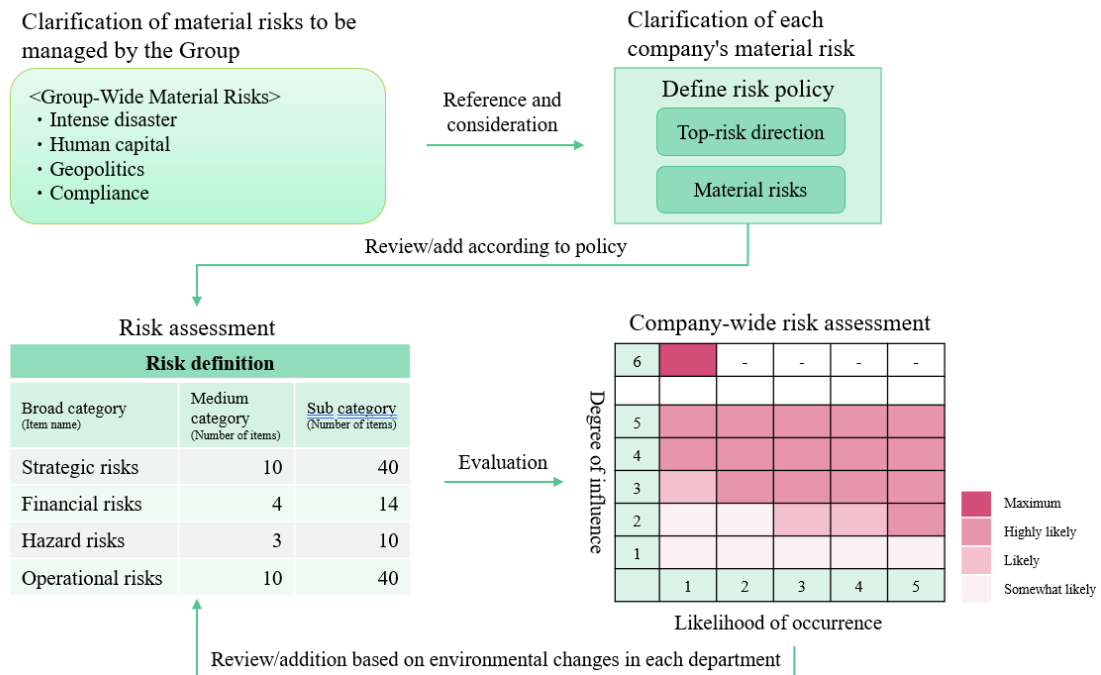 Clarification of material risks to be
managed by the Group
<Group-Wide Material Risks>
・Intense disaster
・Human capital
・Geopolitics
・Compliance
Reference and
consideration
Clarification of each
company's material risk
Define risk policy
Top-risk direction
Material risks
Review/add according to policy
Risk assessment
Risk definition
Broad category
(Item name)
Medium
category
(Number of items)
Sub category
(Number of items)
Strategic risks 10 40
Financial risks 4 14
Hazard risks 3 10
Operational risks 10 40
Evaluation
Company-wide risk assessment
Degree of influence
6 - - - -
5
4
3
2
1
1 2 3 4 5
Likelihood of occurrence
Maximum
Highly likely
Likely
Somewhat likely
Review/addition based on environmental changes in each department